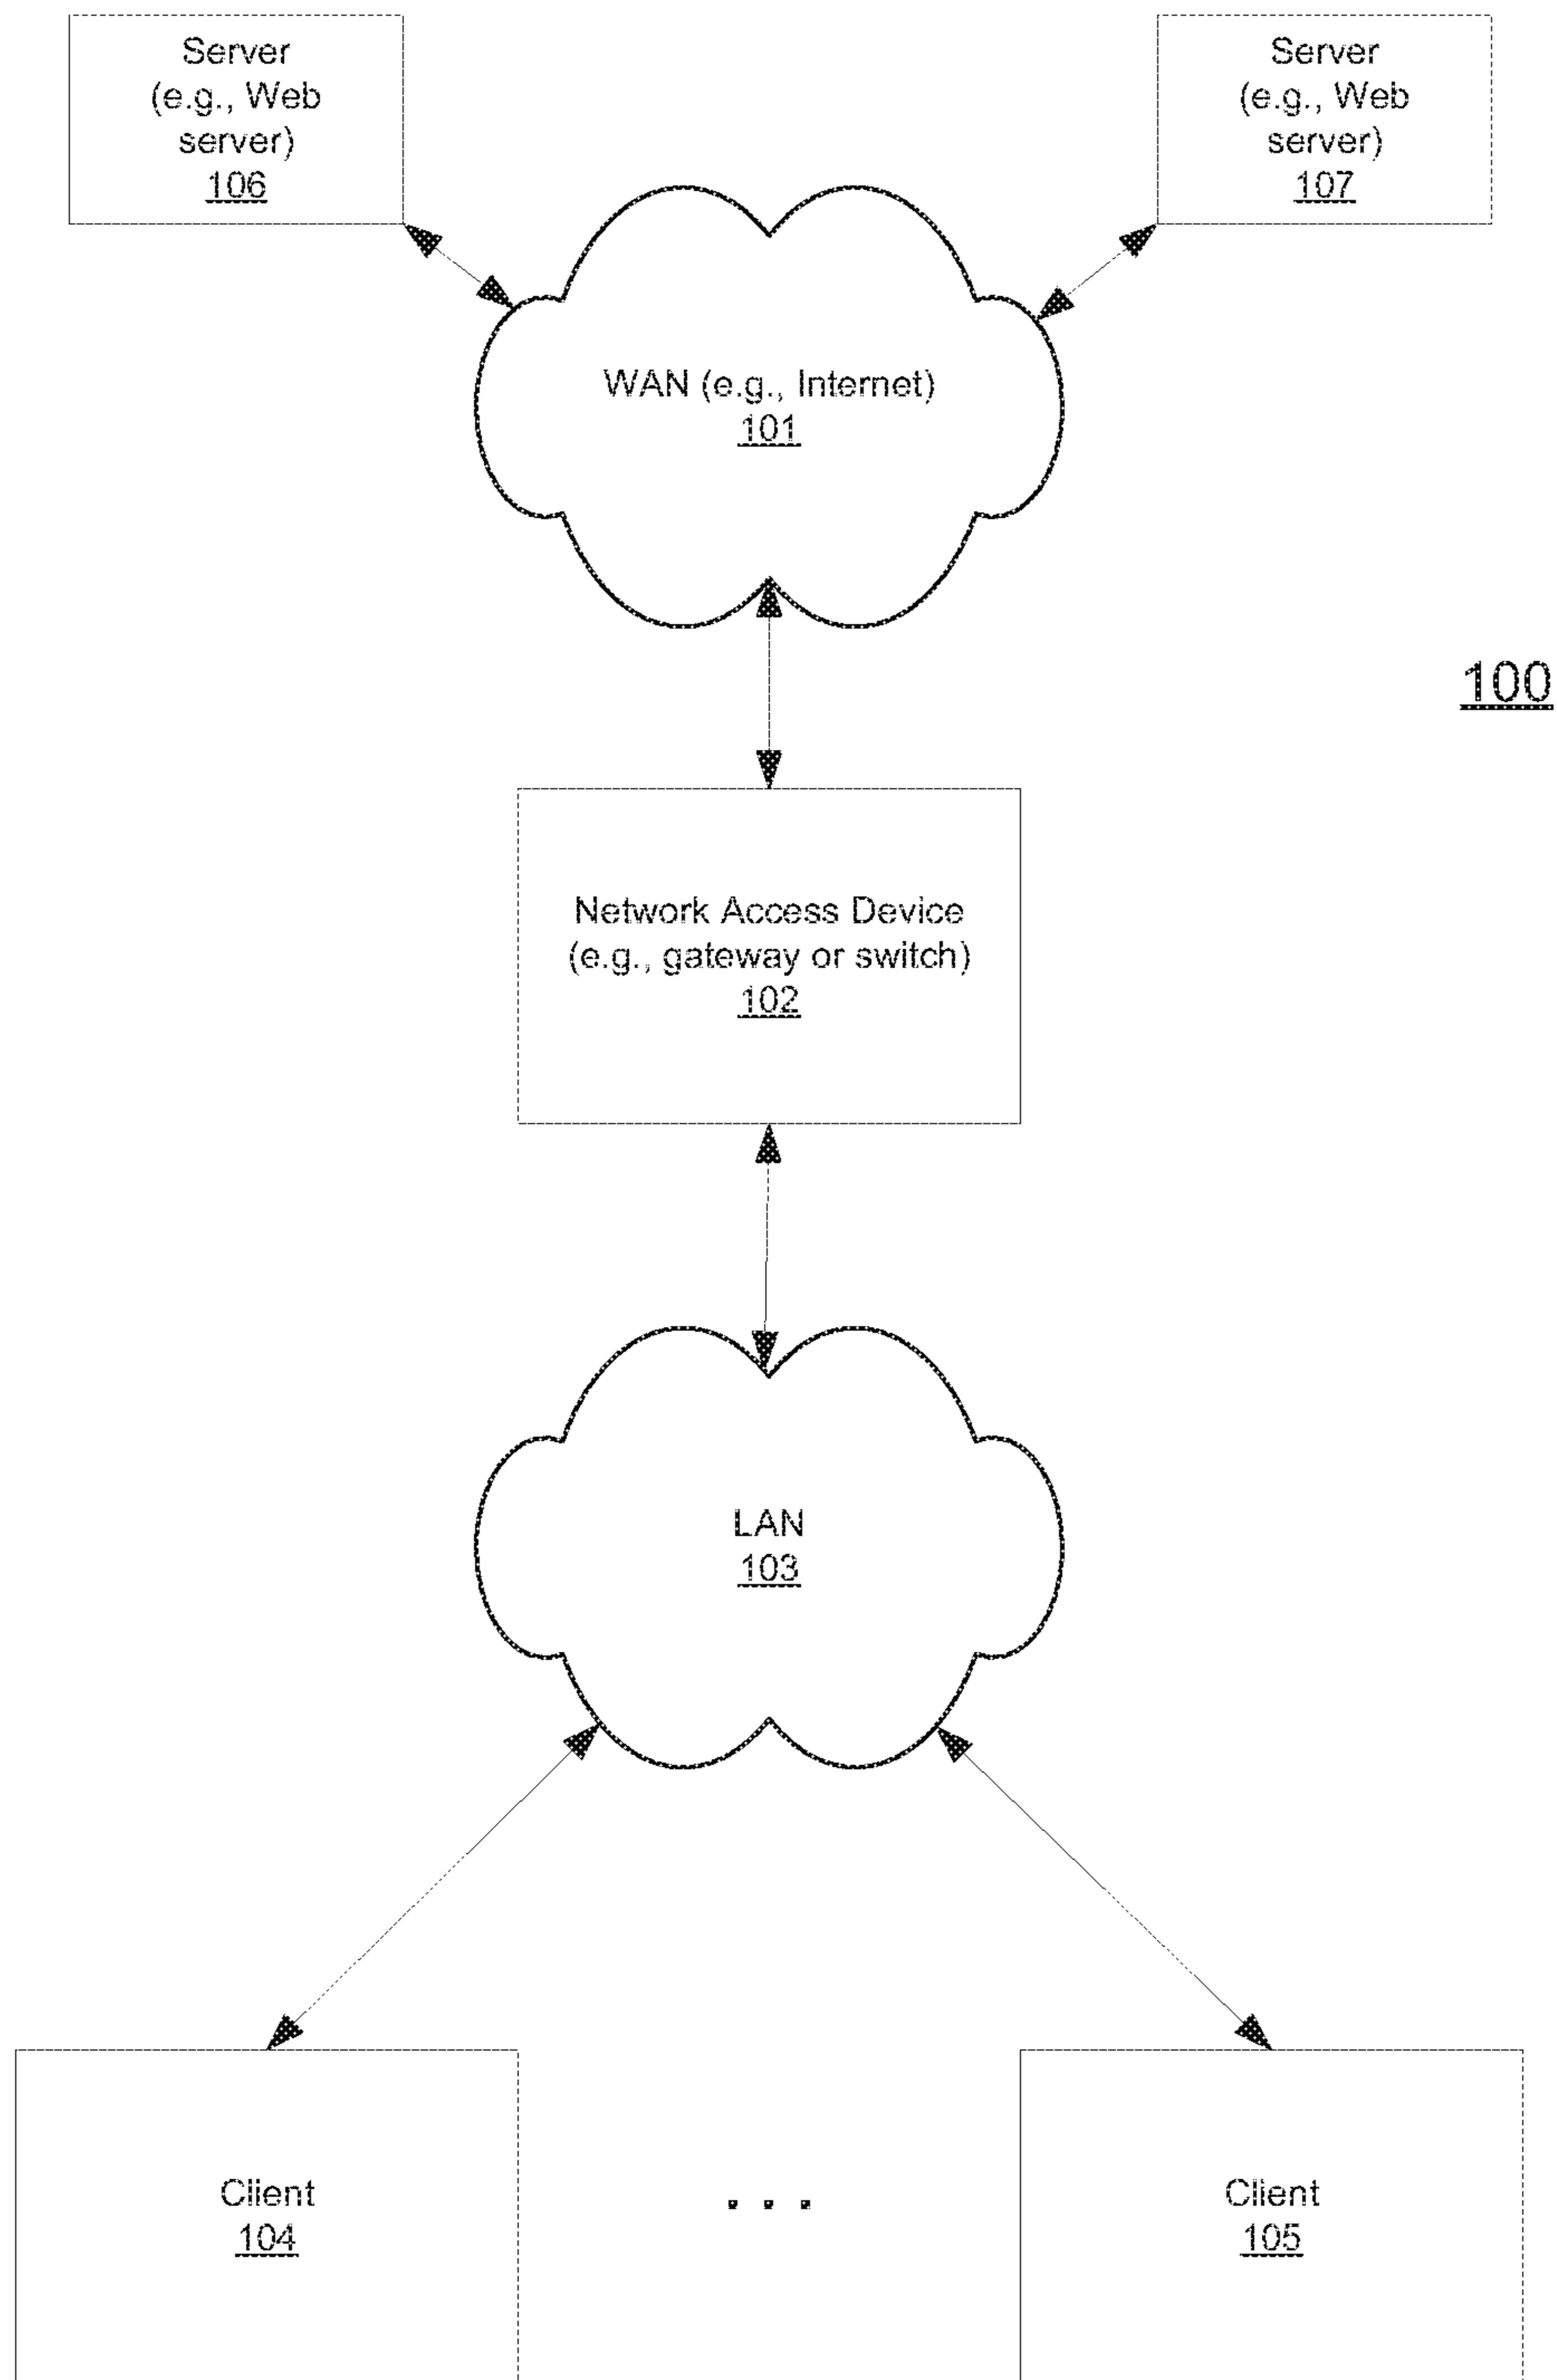 Server
(e.g., Web
server)
106
Server
(e.g., Web
server)
107
WAN (e.g., Internet)
101
100
Network Access Device
(e.g., gateway or switch)
102
LAN
103
Client
104
. . .
Client
105